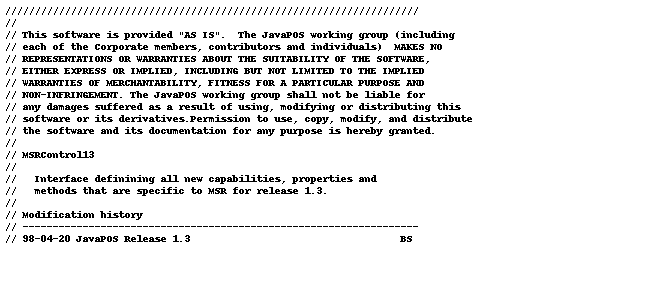 //////////////////////////////////////////////////////////////////////
//
// This software is provided "AS IS".  The JavaPOS working group (including
// each of the Corporate members, contributors and individuals)  MAKES NO
// REPRESENTATIONS OR WARRANTIES ABOUT THE SUITABILITY OF THE SOFTWARE,
// EITHER EXPRESS OR IMPLIED, INCLUDING BUT NOT LIMITED TO THE IMPLIED
// WARRANTIES OF MERCHANTABILITY, FITNESS FOR A PARTICULAR PURPOSE AND
// NON-INFRINGEMENT. The JavaPOS working group shall not be liable for
// any damages suffered as a result of using, modifying or distributing this
// software or its derivatives.Permission to use, copy, modify, and distribute
// the software and its documentation for any purpose is hereby granted.
//
// MSRControl13
//
//   Interface definining all new capabilities, properties and
//   methods that are specific to MSR for release 1.3.
//
// Modification history
// ------------------------------------------------------------------
// 98-04-20 JavaPOS Release 1.3                                   BS